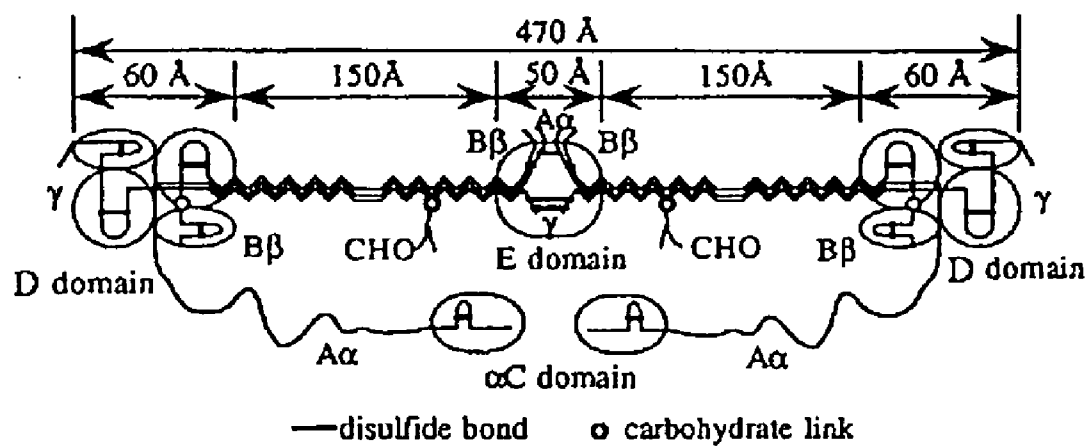 470 Å
60 Å 150Å 50 Å 150Å 60 Å
Aα
Bβ Bβ
γ γ γ
CHO CHO
Bβ E domain Bβ
D domain D domain
Aα Aα
αC domain
disulfide bond carbohydrate link